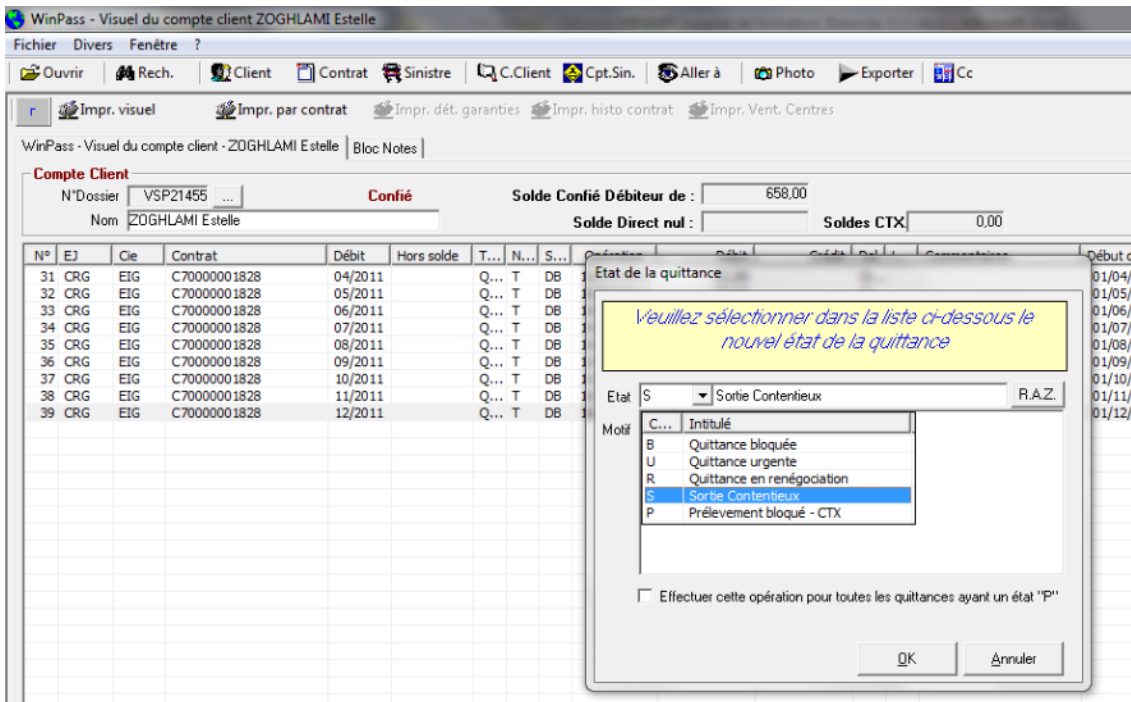 WinPass - Visuel du compte client ZOGHLAMI Estelle
Fichier Divers Fenêtre ?
Ouvrir Rech. Client Contrat Sinistre C.Client Cpt.Sin. Aller à Photo Exporter Cc
r Impr. visuel Impr. par contrat Impr. dét. garanties Impr. histo contrat Impr. Vent. Centres
WinPass - Visuel du compte client - ZOGHLAMI Estelle Bloc Notes
Compte Client
N°Dossier VSP21455 ... Confié Solde Confié Débiteur de : 658,00
Nom ZOGHLAMI Estelle Solde Direct nul : Soldes CTX 0,00
N° EJ Cie Contrat Débit Hors solde T... N... S... Opération Débit Crédit Commentaires Début
31 CRG EIG C70000001828 04/2011 Q... T DB 01/04/
32 CRG EIG C70000001828 05/2011 Q... T DB 01/05/
33 CRG EIG C70000001828 06/2011 Q... T DB 01/06/
34 CRG EIG C70000001828 07/2011 Q... T DB 01/07/
35 CRG EIG C70000001828 08/2011 Q... T DB 01/08/
36 CRG EIG C70000001828 09/2011 Q... T DB 01/09/
37 CRG EIG C70000001828 10/2011 Q... T DB 01/10/
38 CRG EIG C70000001828 11/2011 Q... T DB 01/11/
39 CRG EIG C70000001828 12/2011 Q... T DB 01/12/
Etat de la quittance
Veuillez sélectionner dans la liste ci-dessous le
nouvel état de la quittance
Etat S Sortie Contentieux R.A.Z.
Motif
C... Intitulé
B Quittance bloquée
U Quittance urgente
R Quittance en renégociation
S Sortie Contentieux
P Prélevement bloqué - CTX
Effectuer cette opération pour toutes les quittances ayant un état "P"
OK Annuler